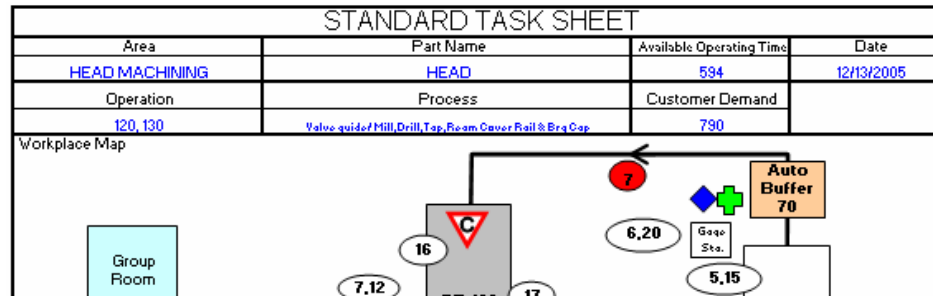 STANDARD TASK SHEET
Area Part Name Available Operating Time Date
HEAD MACHINING HEAD 594 12/13/2005
Operation Process Customer Demand
120, 130 Valve guide/ Mill,Drill,Tap,Ream Cover Rail & Brg Cap 790
Workplace Map
Auto
Buffer
70
7
C
6,20
Gage
Sta.
16
Group
Room
5,15
7,12
17